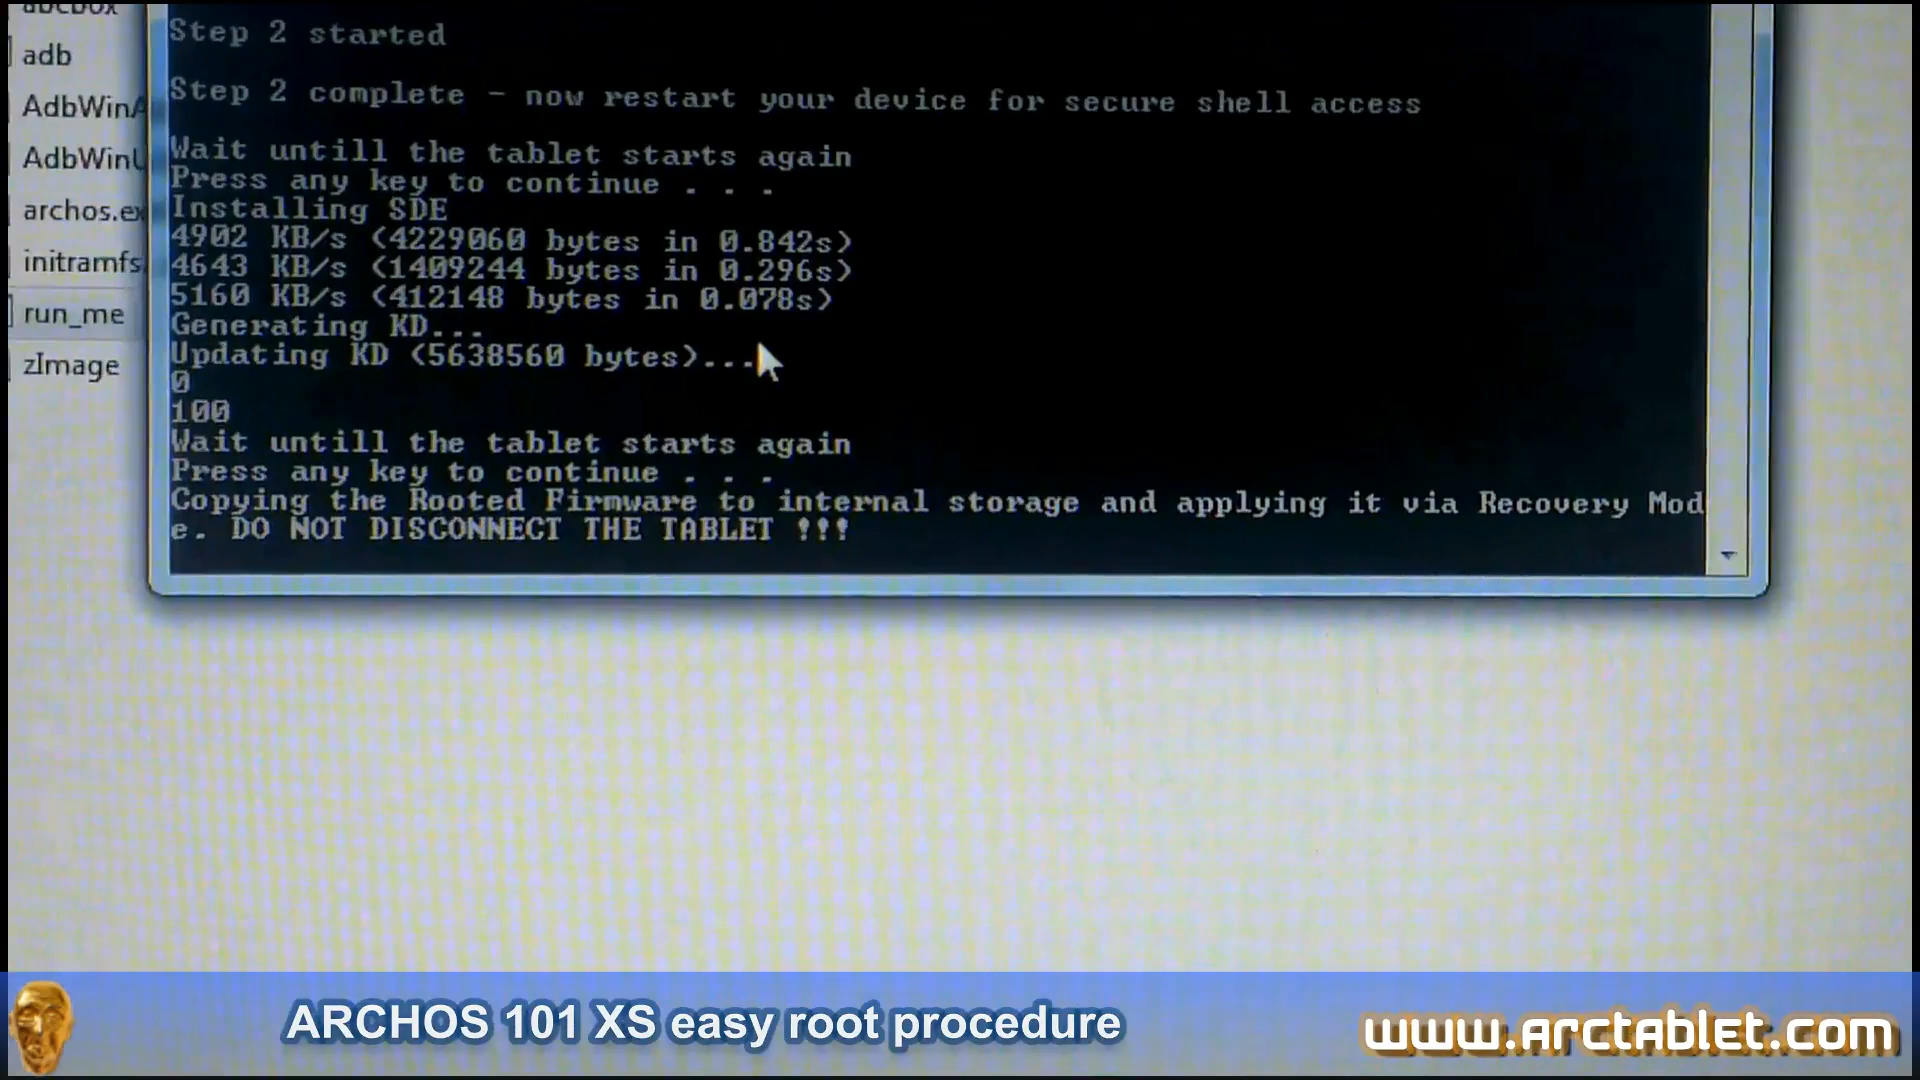 abcbox
adb
AdbWinA
AdbWinU
archos.ex
initramfs.
run_me
zImage
Step 2 started
Step 2 complete - now restart your device for secure shell access
Wait untill the tablet starts again
Press any key to continue . . .
Installing SDE
4902 KB/s (4229060 bytes in 0.842s)
4643 KB/s (1409244 bytes in 0.296s)
5160 KB/s (412148 bytes in 0.078s)
Generating KD...
Updating KD (5638560 bytes)...
0
100
Wait untill the tablet starts again
Press any key to continue . . .
Copying the Rooted Firmware to internal storage and applying it via Recovery Mod
e. DO NOT DISCONNECT THE TABLET !!!
ARCHOS 101 XS easy root procedure
www.arctablet.com